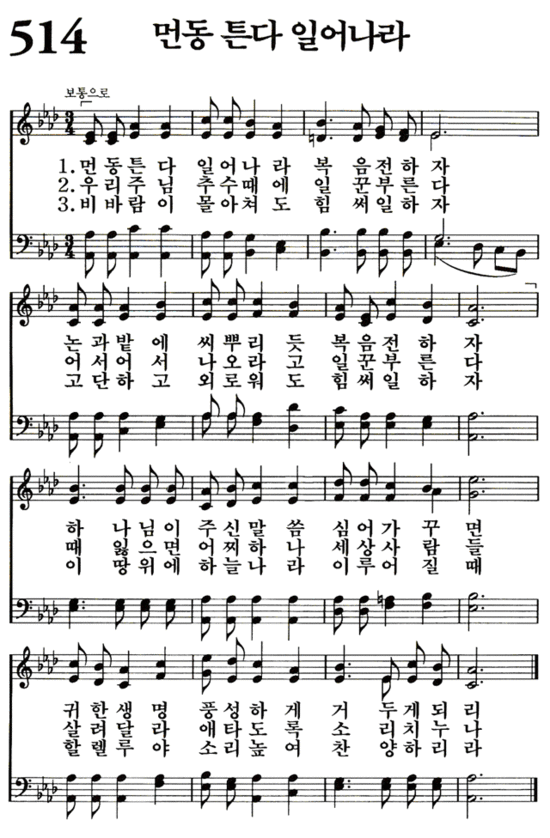 514 먼동 튼다 일어나라
보통으로
1. 먼동튼다 일어나라 복음전하자
2. 우리주님 추수때에 일꾼부른다
3. 비바람이 몰아쳐도 힘써일하자
논과밭에 씨뿌리듯 복음전하자
어서어서 나오라고 일꾼부른다
고단하고 외로워도 힘써일하자
하나님이 주신말씀 심어가꾸면
때 잃으면 어찌하나 세상사람들
이 땅위에 하늘나라 이루어질때
귀한생명 풍성하게 거두게되리
살려달라 애타도록 소리치누나
할렐루야 소리높여 찬양하리라